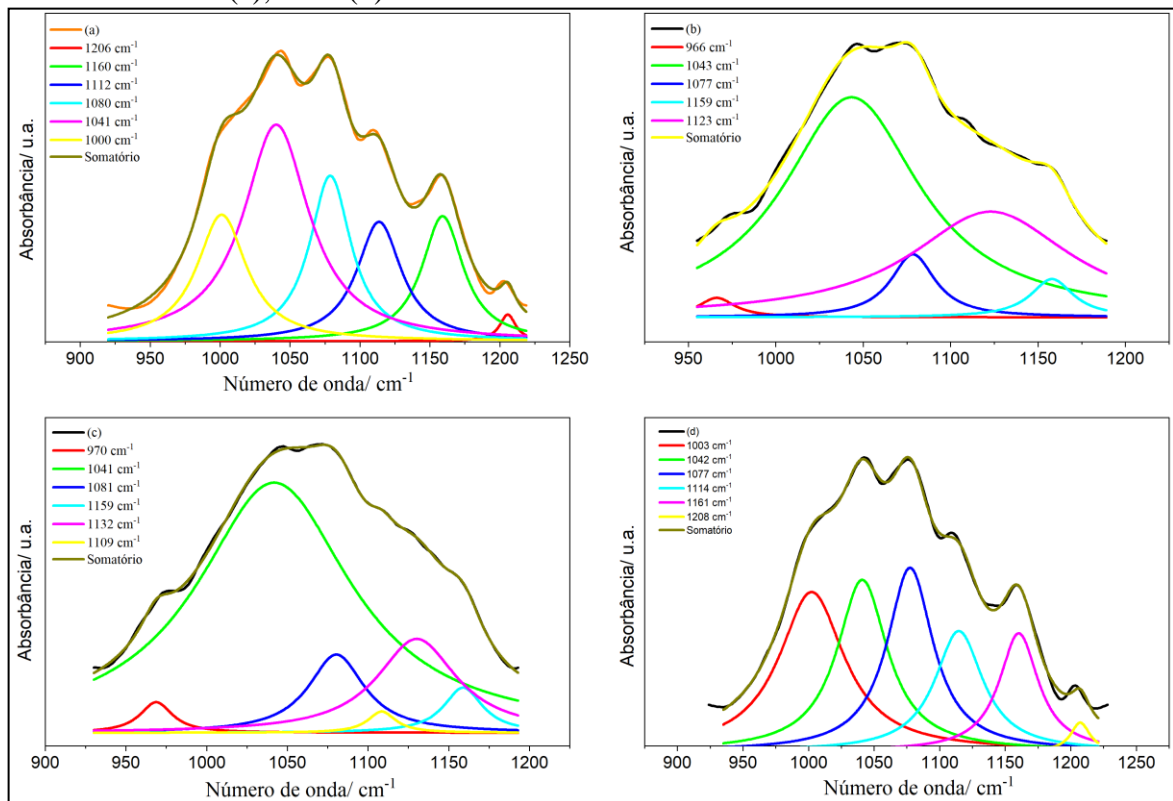 (a)
1206 cm⁻¹
1160 cm⁻¹
1112 cm⁻¹
1080 cm⁻¹
1041 cm⁻¹
1000 cm⁻¹
Somatório
Absorbância/ u.a.
900 950 1000 1050 1100 1150 1200 1250
Número de onda/ cm⁻¹
(b)
966 cm⁻¹
1043 cm⁻¹
1077 cm⁻¹
1159 cm⁻¹
1123 cm⁻¹
Somatório
Absorbância/ u.a.
950 1000 1050 1100 1150 1200
Número de onda/ cm⁻¹
(c)
970 cm⁻¹
1041 cm⁻¹
1081 cm⁻¹
1159 cm⁻¹
1132 cm⁻¹
1109 cm⁻¹
Somatório
Absorbância/ u.a.
900 950 1000 1050 1100 1150 1200
Número de onda/ cm⁻¹
(d)
1003 cm⁻¹
1042 cm⁻¹
1077 cm⁻¹
1114 cm⁻¹
1161 cm⁻¹
1208 cm⁻¹
Somatório
Absorbância/ u.a.
900 950 1000 1050 1100 1150 1200 1250
Número de onda/ cm⁻¹